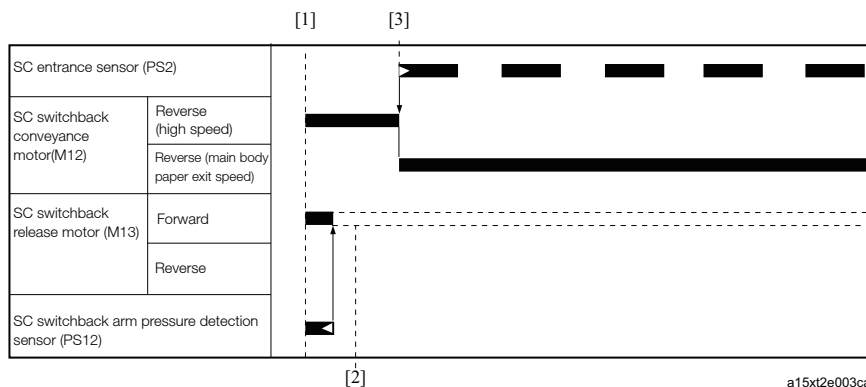 [1]
[3]
SC entrance sensor (PS2)
SC switchback
conveyance
motor(M12)
Reverse
(high speed)
Reverse (main body
paper exit speed)
SC switchback
release motor (M13)
Forward
Reverse
SC switchback arm pressure detection
sensor (PS12)
[2]